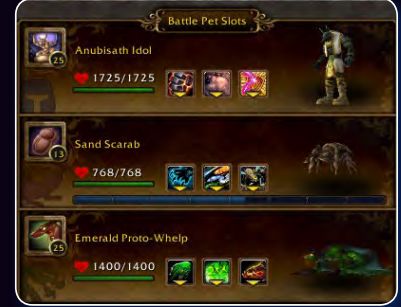 Battle Pet Slots
Anubisath Idol
25
1725/1725
Sand Scarab
13
768/768
Emerald Proto-Whelp
25
1400/1400